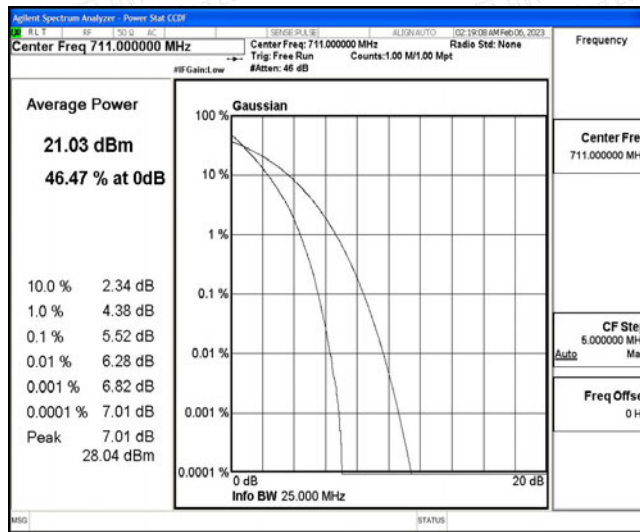 Agilent Spectrum Analyzer - Power Stat CCDF
RL T RF 50 Ω AC SENSE:PULSE ALIGN AUTO 02:19:08 AM Feb 06, 2023
Center Freq 711.000000 MHz
Center Freq: 711.000000 MHz Radio Std: None
Trig: Free Run Counts:1.00 M/1.00 Mpt
#IFGain:Low #Atten: 46 dB
Frequency
Average Power
21.03 dBm
46.47 % at 0dB
10.0 % 2.34 dB
1.0 % 4.38 dB
0.1 % 5.52 dB
0.01 % 6.28 dB
0.001 % 6.82 dB
0.0001 % 7.01 dB
Peak 7.01 dB
28.04 dBm
Gaussian
100 %
10 %
1 %
0.1 %
0.01 %
0.001 %
0.0001 %
0 dB 20 dB
Info BW 25.000 MHz
Center Fre
711.000000 MH
CF Ste
5.000000 MH
Auto Ma
Freq Offse
0 H
MSG STATUS